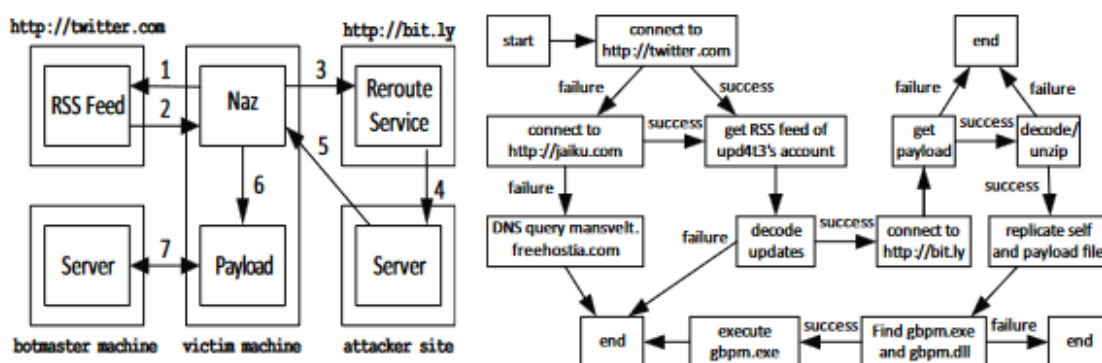 http://twitter.com
http://bit.ly
RSS Feed
1
2
Naz
3
Reroute
Service
5
4
6
Server
7
Payload
Server
botmaster machine
victim machine
attacker site
start
connect to
http://twitter.com
failure
success
connect to
http://jaiku.com
success
get RSS feed of
upd4t3's account
failure
DNS query mansvelt.
freehostia.com
failure
decode
updates
success
connect to
http://bit.ly
end
failure
failure
get
payload
success
decode/
unzip
success
replicate self
and payload file
end
execute
gbpm.exe
success
Find gbpm.exe
and gbpm.dll
failure
end